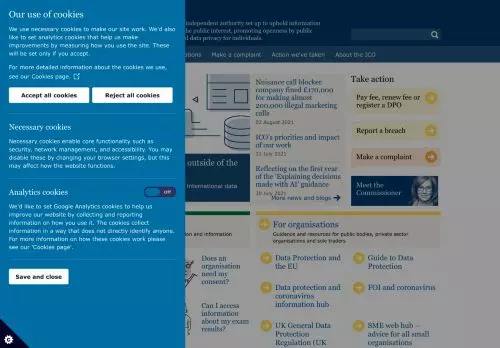 Our use of cookies
We use necessary cookies to make our site work. We'd also
like to set analytics cookies that help us make
improvements by measuring how you use the site. These
will be set only if you accept.
For more detailed information about the cookies we use,
see our Cookies page.
Accept all cookies
Reject all cookies
Necessary cookies
Necessary cookies enable core functionality such as
security, network management, and accessibility. You may
disable these by changing your browser settings, but this
may affect how the website functions.
Analytics cookies
Off
We'd like to set Google Analytics cookies to help us
improve our website by collecting and reporting
information on how you use it. The cookies collect
information in a way that does not directly identify anyone.
For more information on how these cookies work please
see our 'Cookies page'.
Save and close
independent authority set up to uphold information
the public interest, promoting openness by public
data privacy for individuals.
Make a complaint
Action we've taken
About the ICO
Nuisance call blocker
company fined £170,000
for making almost
200,000 illegal marketing
calls
02 August 2021
ICO's priorities and impact
of our work
31 July 2021
Reflecting on the first year
of the 'Explaining decisions
made with AI' guidance
30 July 2021
More news and blogs
outside of the
International data
Take action
Pay fee, renew fee or
register a DPO
Report a breach
Make a complaint
Meet the
Commissioner
tion and information
For organisations
Guidance and resources for public bodies, private
sector organisations and sole traders
Does an
organisation
need my
consent?
Can I access
information
about my exam
results?
Data Protection and
the EU
Data protection and
coronavirus
information hub
UK General Data
Protection
Regulation (UK
Guide to Data
Protection
FOI and coronavirus
SME web hub –
advice for all small
organisations